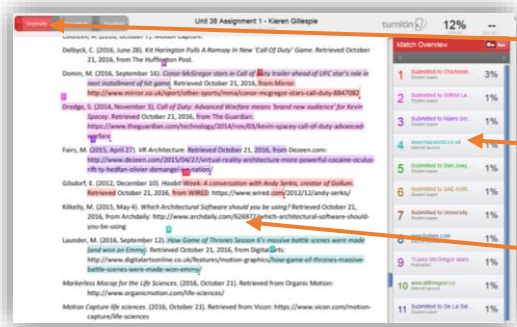 Originality
Unit 38 Assignment 1 - Kieran Gillespie
turnitin
12%
--
Match Overview
Delbyck, C. (2016, June 28). Kit Harington Pulls A Ramsay in New 'Call Of Duty' Game. Retrieved October
21, 2016, from The Huffington Post.
Domin, M. (2016, September 16). Conor McGregor stars in Call of Duty trailer ahead of UFC star's role in
next installment of hit game. Retrieved October 21, 2016, from Mirror:
http://www.mirror.co.uk/sport/other-sports/mma/conor-mcgregor-stars-call-duty-8847082
Dredge, S. (2014, November 3). Call of Duty: Advanced Warfare means 'brand new audience' for Kevin
Spacey. Retrieved October 21, 2016, from The Guardian:
https://www.theguardian.com/technology/2014/nov/03/kevin-spacey-call-of-duty-advanced-
warfare
Fairs, M. (2015, April 27). VR Architecture. Retrieved October 21, 2016, from Dezeen.com:
http://www.dezeen.com/2015/04/27/virtual-reality-architecture-more-powerful-cocaine-oculus-
rift-ty-hedfan-olivier-demangel-ivr-nation/
Gilsdorf, E. (2012, December 10). Hobbit Week: A conversation with Andy Serkis, creator of Gollum.
Retrieved October 21, 2016, from WIRED: https://www.wired.com/2012/12/andy-serkis/
Kilkelly, M. (2015, May 4). Which Architectural Software should you be using? Retrieved October 21,
2016, from Archdaily: http://www.archdaily.com/626972/which-architectural-software-should-
you-be-using
Launder, M. (2016, September 12). How Game of Thrones Season 6's massive battle scenes were made
(and won an Emmy). Retrieved October 21, 2016, from Digital Arts:
http://www.digitalartsonline.co.uk/features/motion-graphics/how-game-of-thrones-massive-
battle-scenes-were-made-won-emmy/
Markerless Mocap for the Life Sciences. (2016, October 21). Retrieved from Organic Motion:
http://www.organicmotion.com/life-sciences/
Motion Capture life sciences. (2016, October 21). Retrieved from Vicon: https://www.vicon.com/motion-
capture/life-sciences
1 Submitted to Chicheste... 3%
Student paper
2 Submitted to Wilfrid La... 1%
Student paper
3 Submitted to Miami Uni... 1%
Student paper
4 www.macworld.co.uk 1%
Internet source
5 Submitted to San Joaq... 1%
Student paper
6 Submitted to SAE Instit... 1%
Student paper
7 Submitted to University... 1%
Student paper
8 1%
Internet source
9 "Conor McGregor stars... 1%
Publication
10 1%
Internet source
11 Submitted to De La Sal... 1%